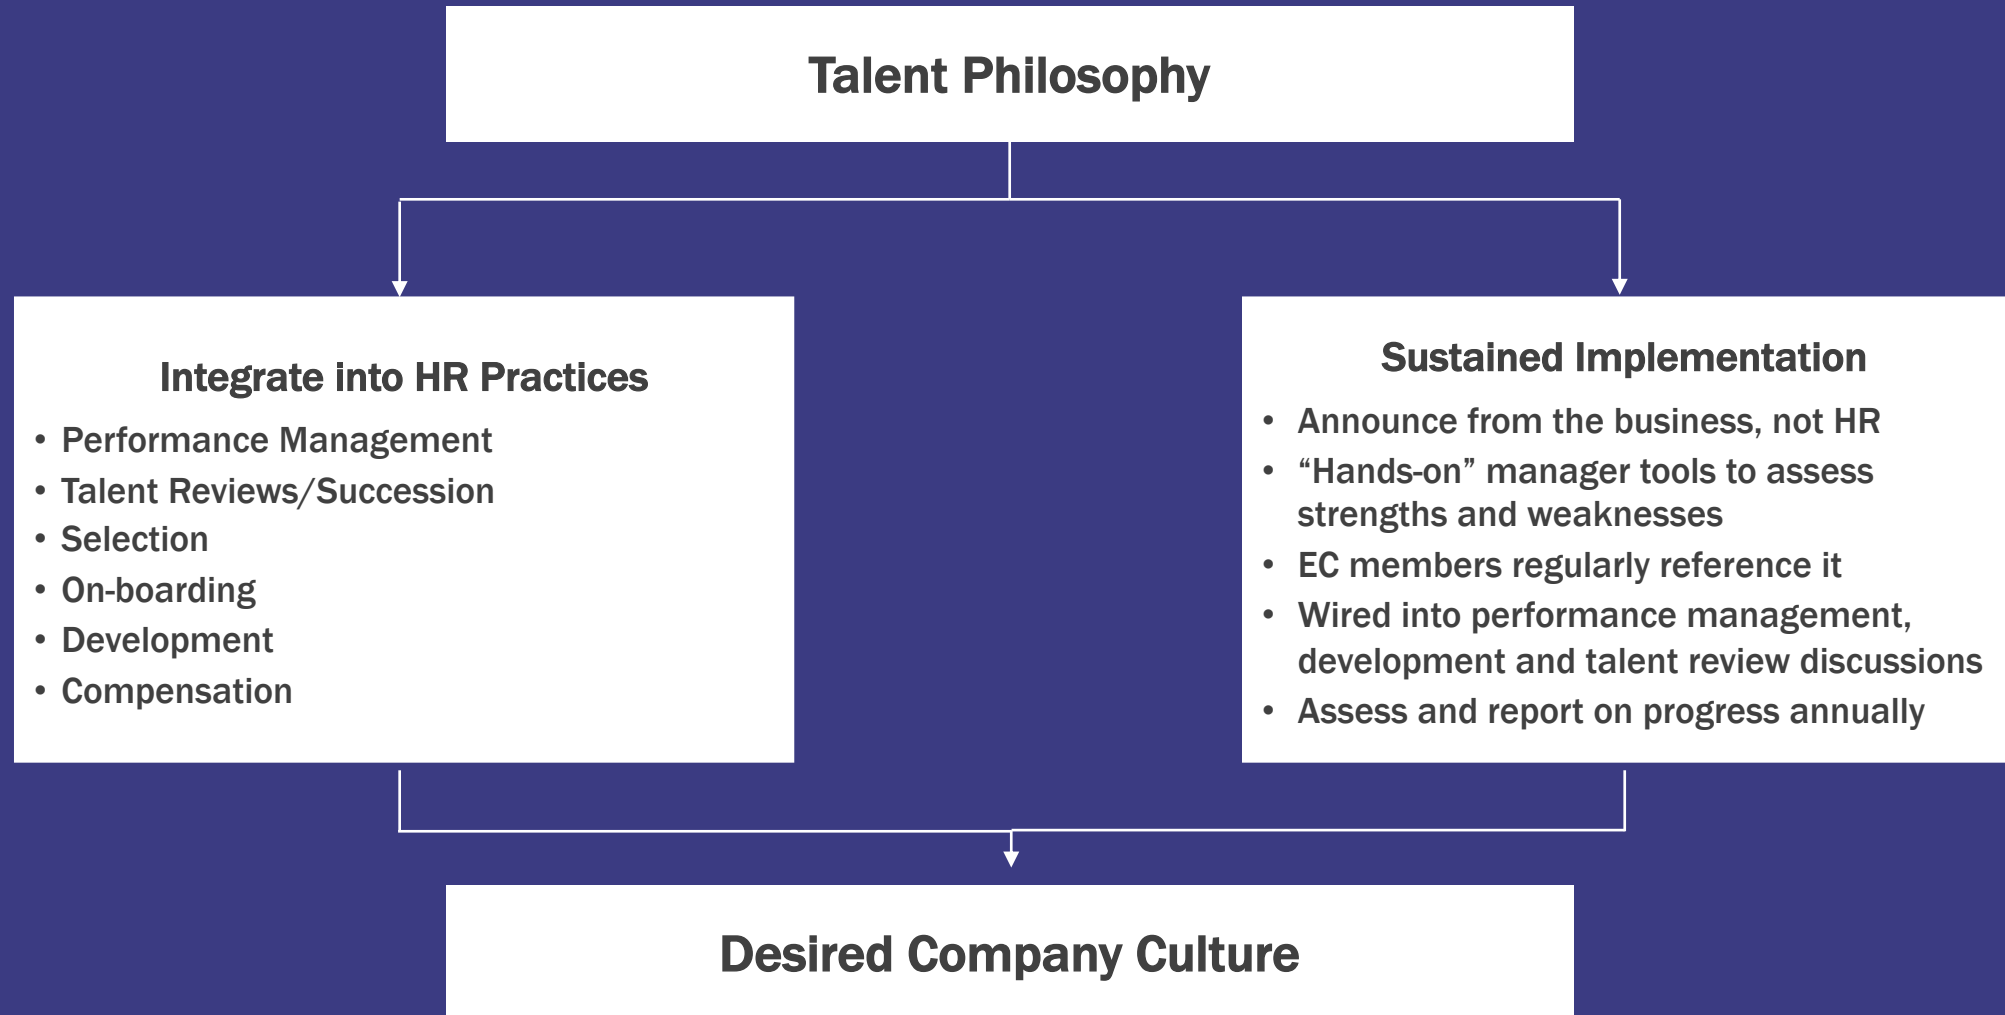 Talent Philosophy
Integrate into HR Practices
• Performance Management
• Talent Reviews/Succession
• Selection
• On-boarding
• Development
• Compensation
Sustained Implementation
• Announce from the business, not HR
• “Hands-on” manager tools to assess
strengths and weaknesses
• EC members regularly reference it
• Wired into performance management,
development and talent review discussions
• Assess and report on progress annually
Desired Company Culture